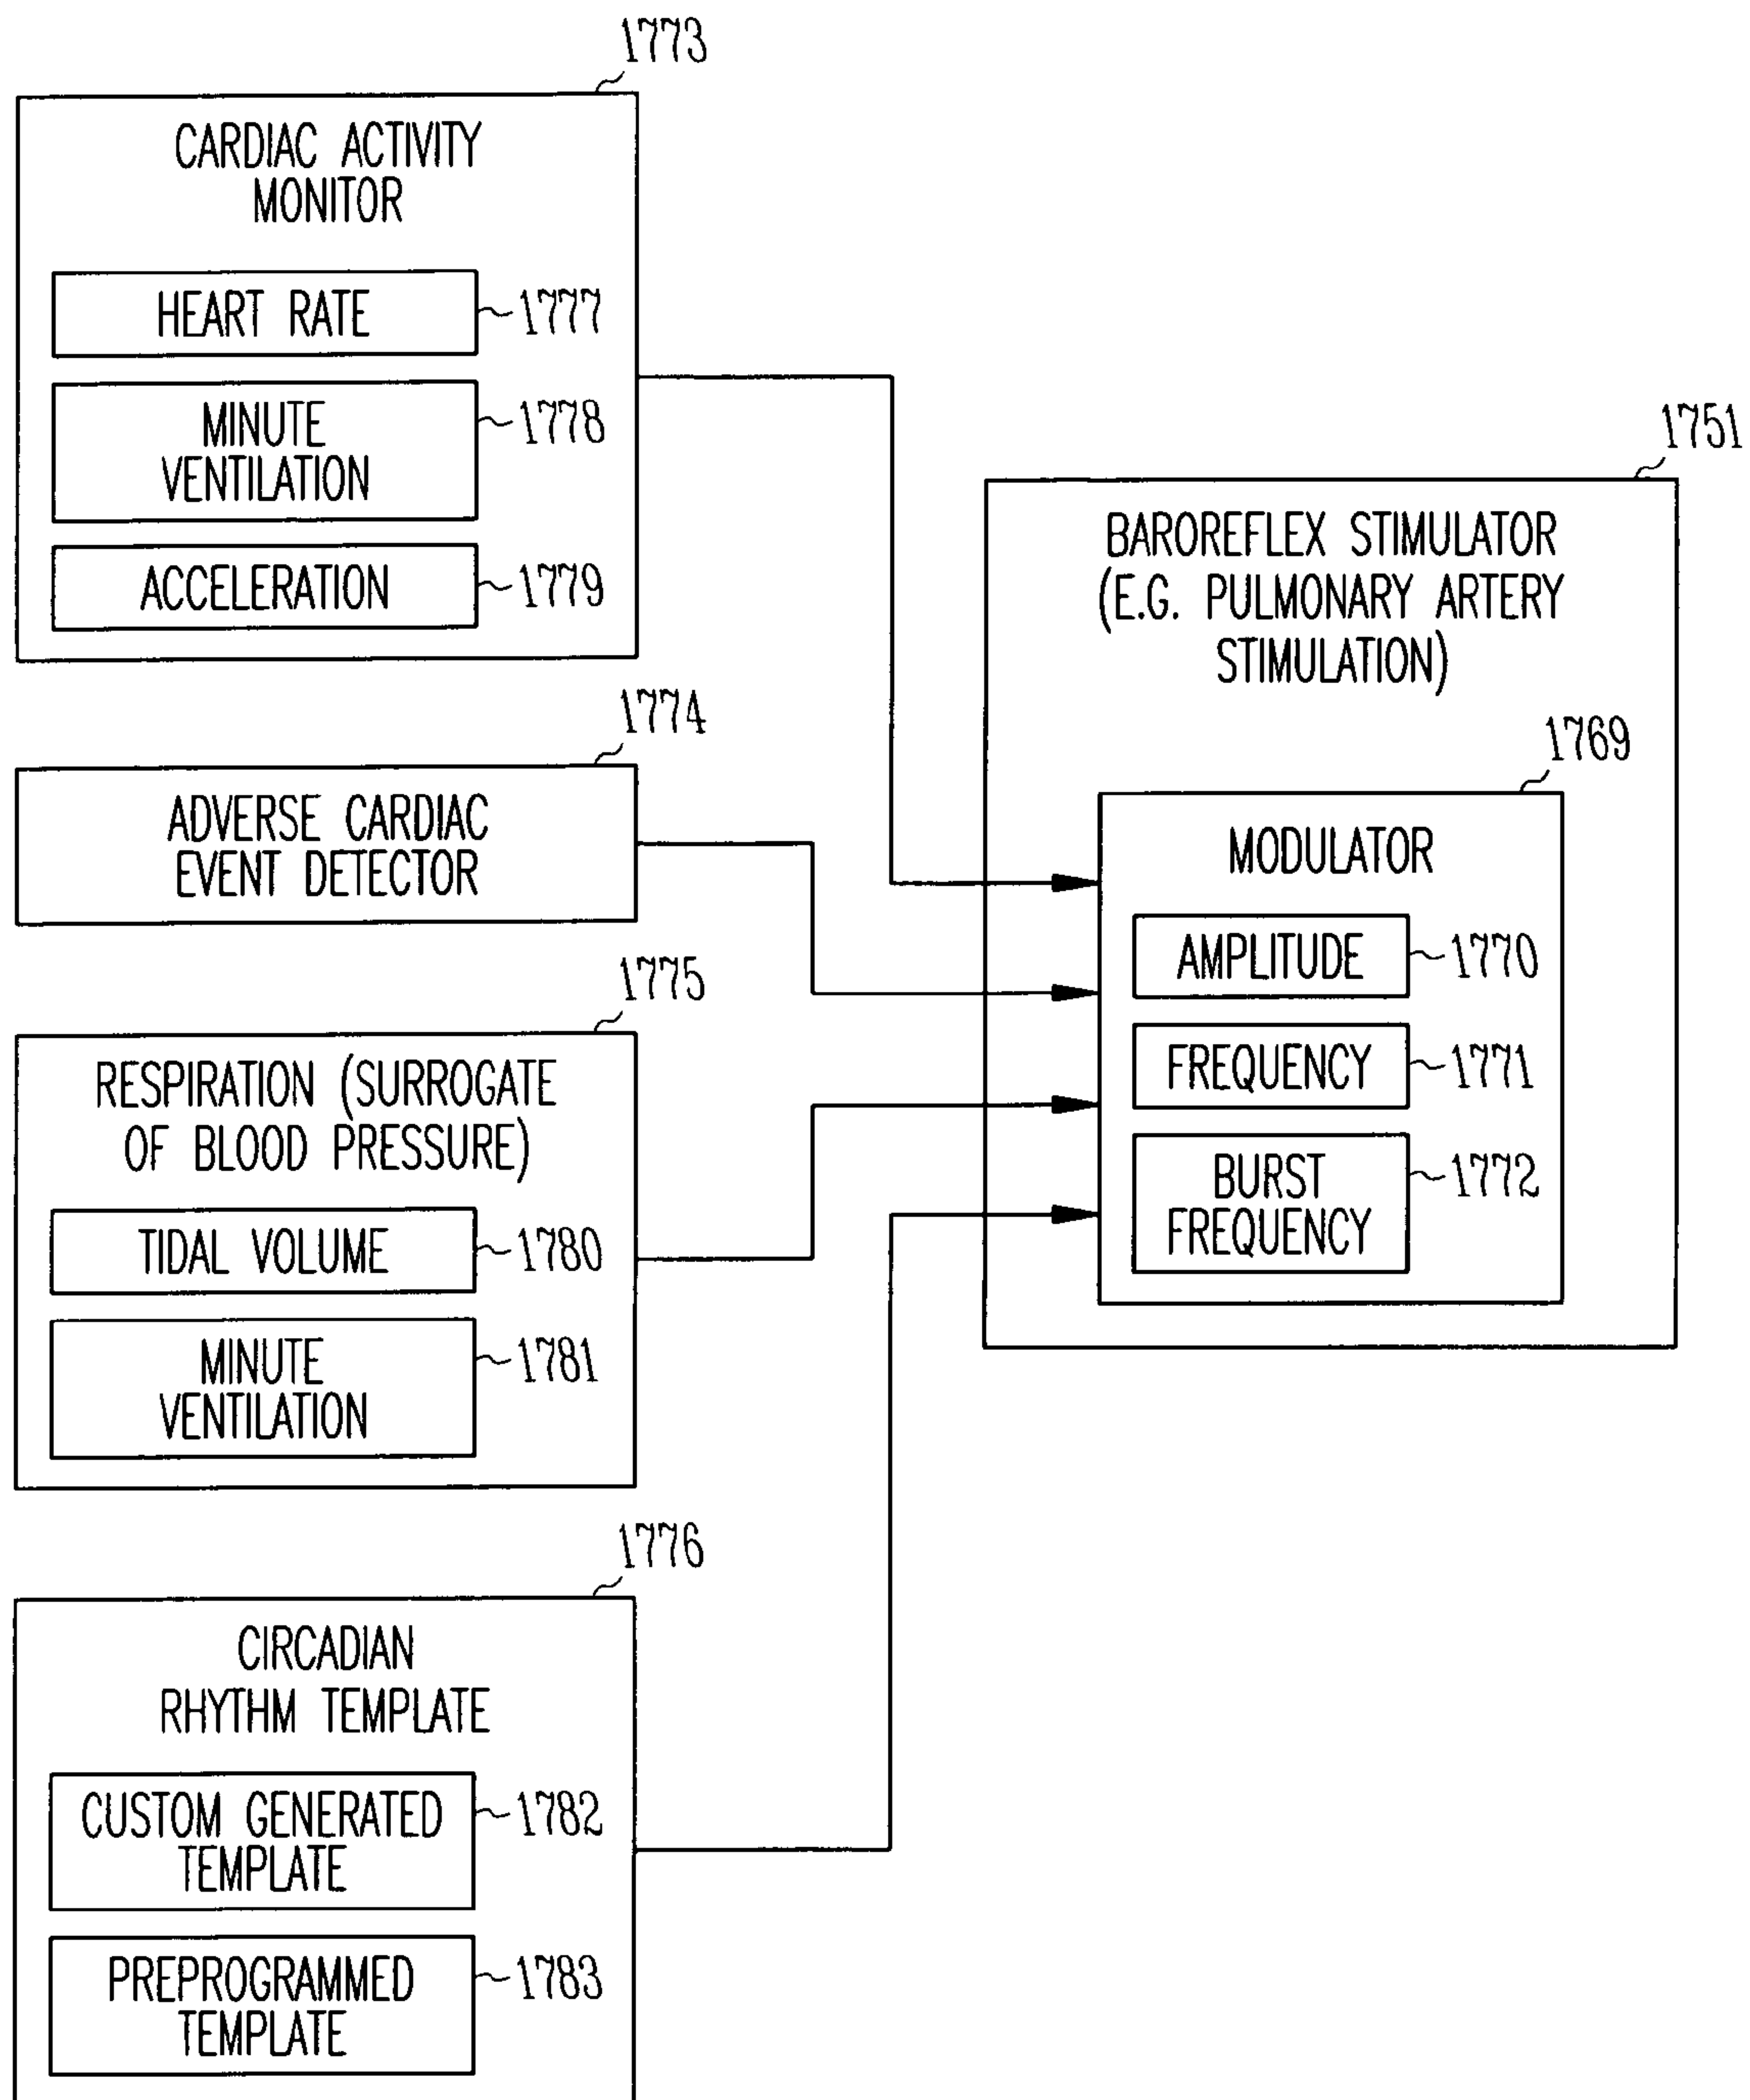 1773
CARDIAC ACTIVITY
MONITOR
HEART RATE
1777
MINUTE
VENTILATION
1778
ACCELERATION
1779
1774
ADVERSE CARDIAC
EVENT DETECTOR
1775
RESPIRATION (SURROGATE
OF BLOOD PRESSURE)
TIDAL VOLUME
1780
MINUTE
VENTILATION
1781
1776
CIRCADIAN
RHYTHM TEMPLATE
CUSTOM GENERATED
TEMPLATE
1782
PREPROGRAMMED
TEMPLATE
1783
1751
BAROREFLEX STIMULATOR
(E.G. PULMONARY ARTERY
STIMULATION)
1769
MODULATOR
AMPLITUDE
1770
FREQUENCY
1771
BURST
FREQUENCY
1772